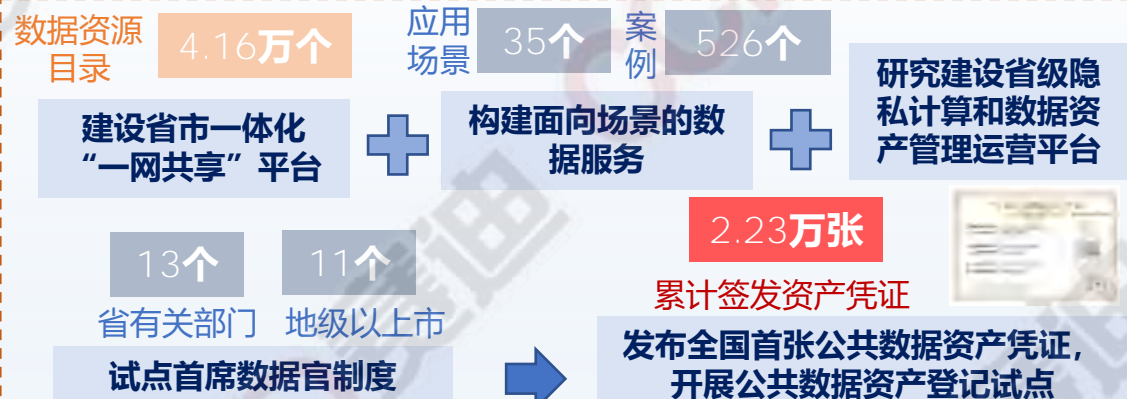 数据资源
目录
4.16万个
应用
场景
35个
案
例
526个
建设省市一体化
“一网共享”平台
构建面向场景的数
据服务
研究建设省级隐
私计算和数据资
产管理运营平台
13个
省有关部门
11个
地级以上市
2.23万张
累计签发资产凭证
试点首席数据官制度
发布全国首张公共数据资产凭证，
开展公共数据资产登记试点